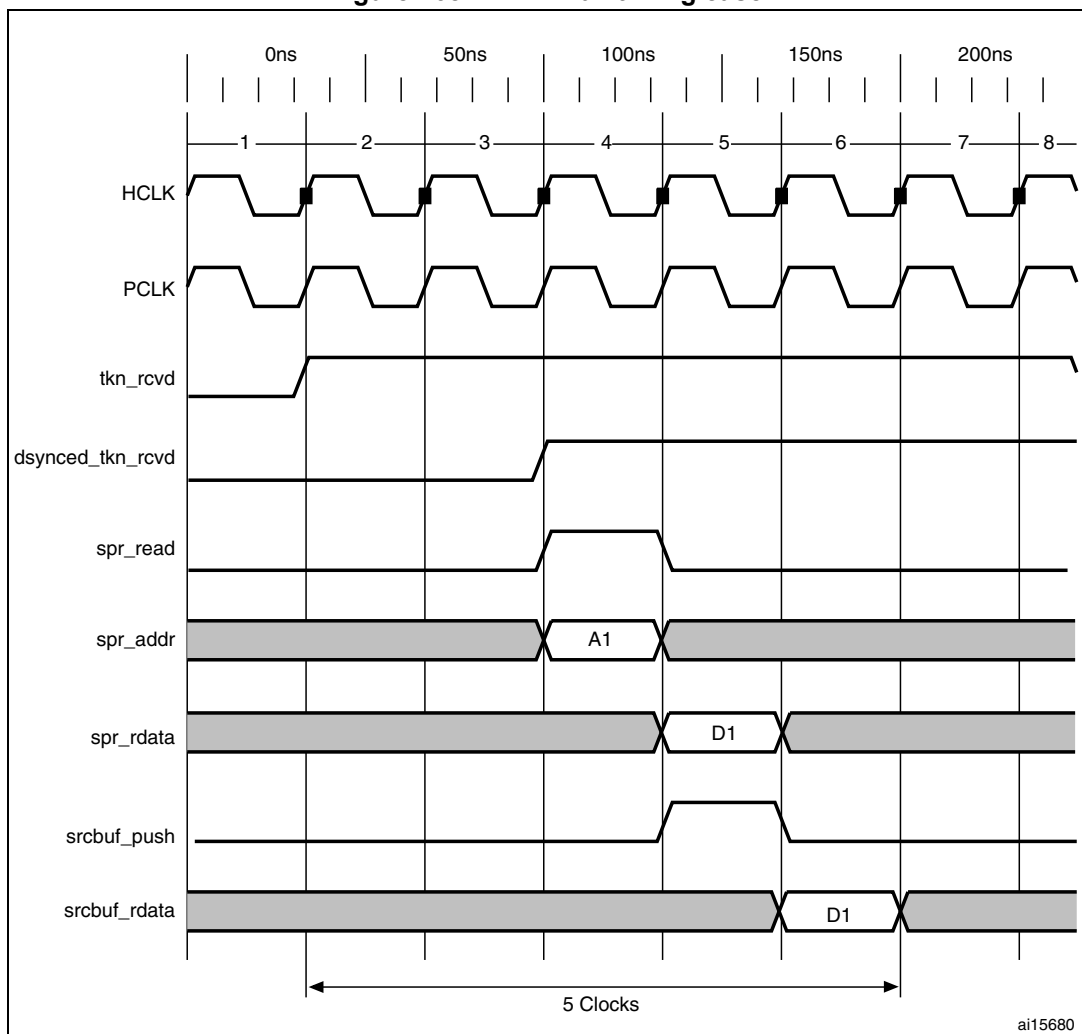 0ns 50ns 100ns 150ns 200ns
1 2 3 4 5 6 7 8
HCLK
PCLK
tkn_rcvd
dsynced_tkn_rcvd
spr_read
spr_addr A1
spr_rdata D1
srcbuf_push
srcbuf_rdata D1
5 Clocks
ai15680